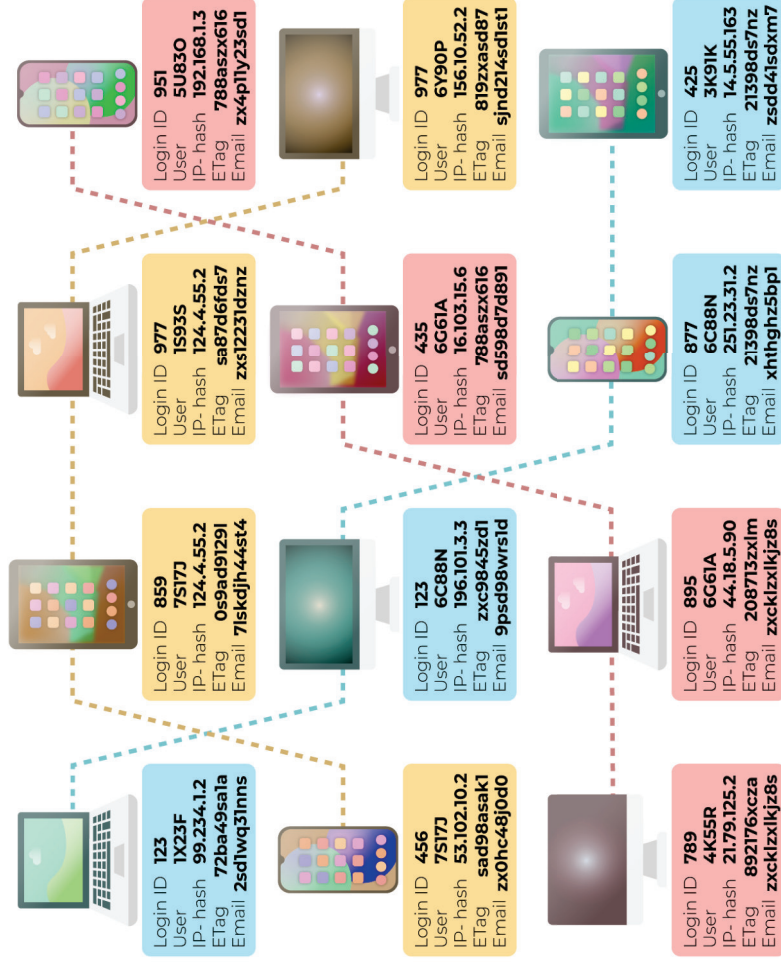 Login ID 123
User 1X23F
IP- hash 99.234.1.2
ETag 72ba49sa1a
Email 2sd1wq31nns
Login ID 859
User 7S17J
IP- hash 124.4.55.2
ETag 0s9ad9129l
Email 7lskdjh44st4
Login ID 977
User 1S93S
IP- hash 124.4.55.2
ETag sa87d6fds7
Email zxs12231dznz
Login ID 951
User 5U83O
IP- hash 192.168.1.3
ETag 788aszx616
Email zx4p11y23sd1
Login ID 456
User 7S17J
IP- hash 53.102.10.2
ETag sad98asak1
Email zx0hc48j0d0
Login ID 123
User 6C88N
IP- hash 196.101.3.3
ETag zxc9845zd1
Email 9psd98wrs1d
Login ID 435
User 6G61A
IP- hash 16.103.15.6
ETag 788aszx616
Email sd598d7d891
Login ID 977
User 6Y90P
IP- hash 156.10.52.2
ETag 819zxasd87
Email sjnd214sd1st1
Login ID 789
User 4K55R
IP- hash 21.79.125.2
ETag 892176xcza
Email zxcklzxlkjz8s
Login ID 895
User 6G61A
IP- hash 44.18.5.90
ETag 208713zxlm
Email zxcklzxlkjz8s
Login ID 877
User 6C88N
IP- hash 251.23.31.2
ETag 21398ds7nz
Email xhthghz5bp1
Login ID 425
User 3K91K
IP- hash 14.5.55.163
ETag 21398ds7nz
Email zsdd41sdxm7